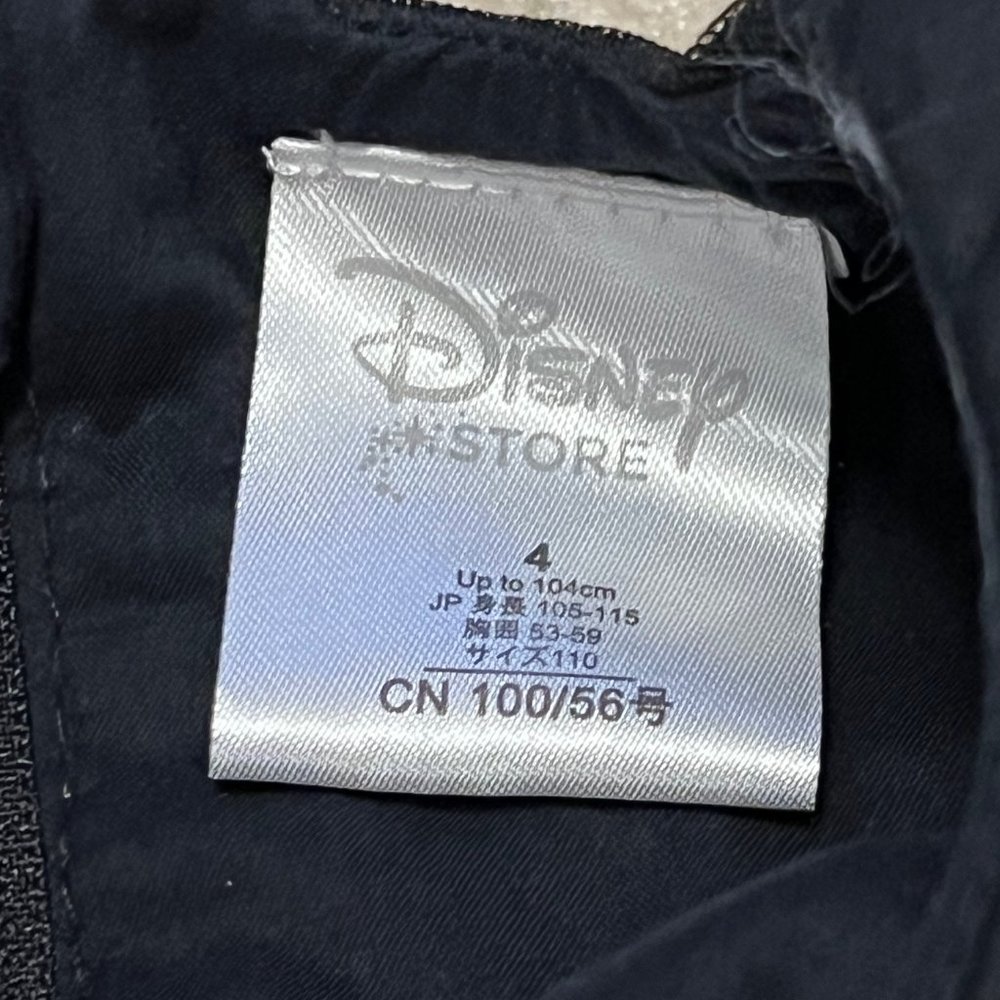 Disney
STORE
4
Up to 104cm
JP 身長 105-115
胸囲 53-59
サイズ110
CN 100/56号